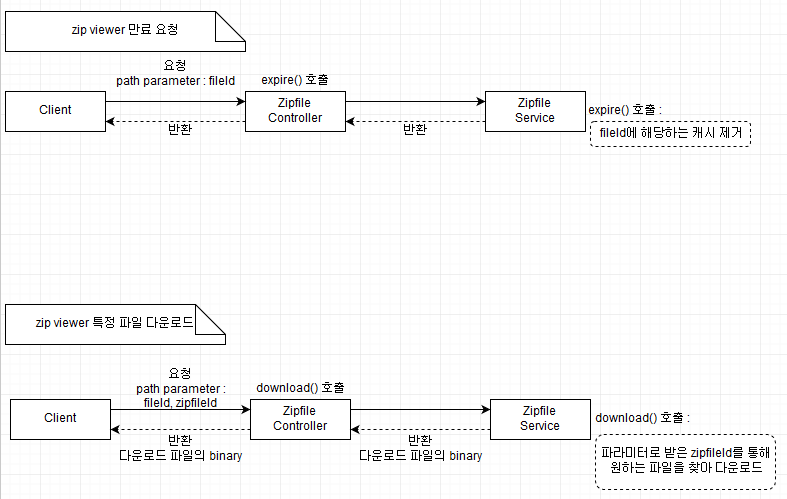 zip viewer 만료 요청
요청
path parameter : fileId
expire() 호출
Client
Zipfile
Controller
Zipfile
Service
expire() 호출 :
fileId에 해당하는 캐시 제거
반환
반환
zip viewer 특정 파일 다운로드
요청
path parameter :
fileId, zipfileId
download() 호출
Client
Zipfile
Controller
Zipfile
Service
download() 호출 :
반환
다운로드 파일의 binary
반환
다운로드 파일의 binary
파라미터로 받은 zipfileId를 통해
원하는 파일을 찾아 다운로드